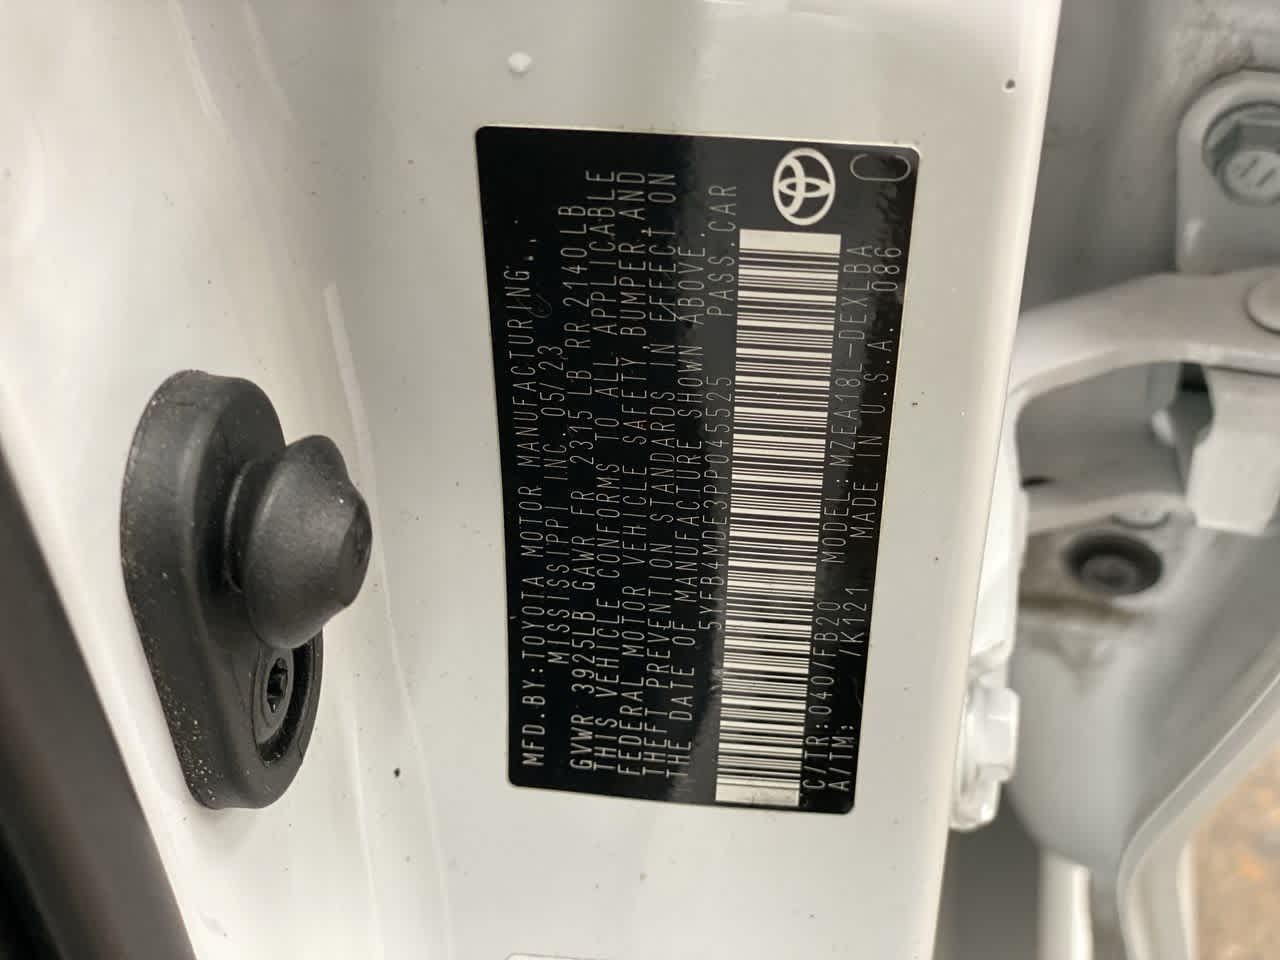 MFD.BY:TOYOTA MOTOR MANUFACTURING,
MISSISSIPPI INC. 05/23
GVWR 3925LB GAWR FR 2315 LB RR 2140LB
THIS VEHICLE CONFORMS TO ALL APPLICABLE
FEDERAL MOTOR VEHICLE SAFETY,BUMPER,AND
THEFT PREVENTION STANDARDS IN EFFECT ON
THE DATE OF MANUFACTURE SHOWN ABOVE.
5YFB4MDE3PP045525 PASS.CAR
C/TR:040/FB20 MODEL:MZEA18L-DEXLBA
A/TM: /K121 MADE IN U.S.A. 086